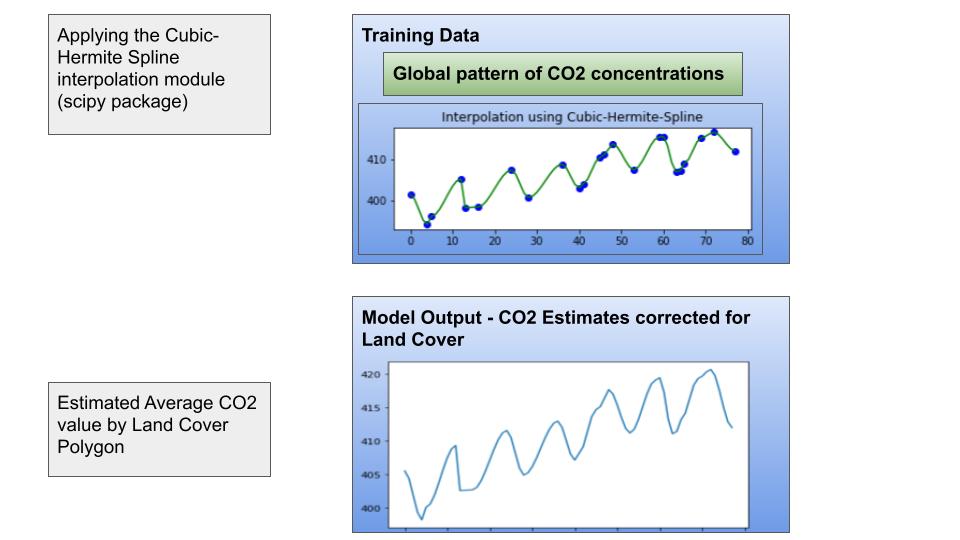 Applying the Cubic-
Hermite Spline
interpolation module
(scipy package)
Training Data
Global pattern of CO2 concentrations
Interpolation using Cubic-Hermite-Spline
410
400
0 10 20 30 40 50 60 70 80
Estimated Average CO2
value by Land Cover
Polygon
Model Output - CO2 Estimates corrected for
Land Cover
420
415
410
405
400